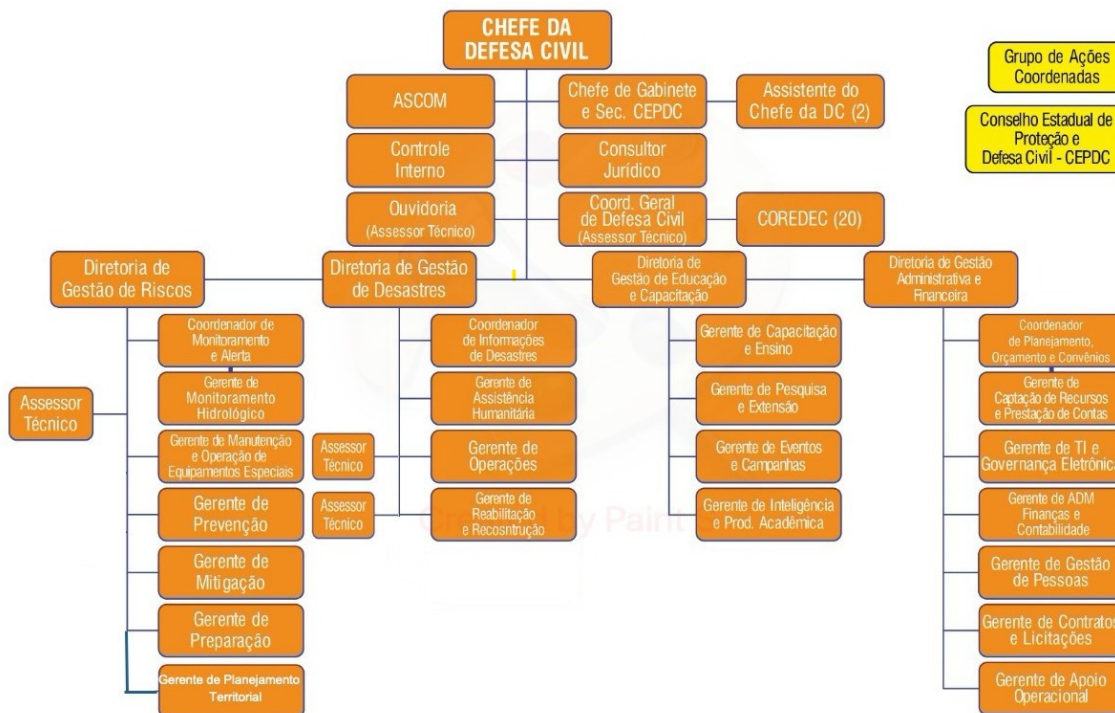 CHEFE DA
DEFESA CIVIL
Grupo de Ações
Coordenadas
ASCOM
Chefe de Gabinete
e Sec. CEPDC
Assistente do
Chefe da DC (2)
Conselho Estadual de
Proteção e
Defesa Civil - CEPDC
Controle
Interno
Consultor
Jurídico
Ouvidoria
(Assessor Técnico)
Coord. Geral
de Defesa Civil
(Assessor Técnico)
COREDEC (20)
Diretoria de
Gestão de Riscos
Diretoria de Gestão
de Desastres
Diretoria de
Gestão de Educação
e Capacitação
Diretoria de Gestão
Administrativa e
Financeira
Assessor
Técnico
Coordenador de
Monitoramento
e Alerta
Gerente de
Monitoramento
Hidrológico
Gerente de Manutenção
e Operação de
Equipamentos Especiais
Gerente de
Prevenção
Gerente de
Mitigação
Gerente de
Preparação
Gerente de Planejamento
Territorial
Coordenador
de Informações
de Desastres
Gerente de
Assistência
Humanitária
Assessor
Técnico
Gerente de
Operações
Assessor
Técnico
Gerente de
Reabilitação
e Recosntrução
Gerente de Capacitação
e Ensino
Gerente de Pesquisa
e Extensão
Gerente de Eventos
e Campanhas
Gerente de Inteligência
e Prod. Acadêmica
Coordenador
de Planejamento,
Orçamento e Convênios
Gerente de
Captação de Recursos
e Prestação de Contas
Gerente de TI e
Governança Eletrônica
Gerente de ADM
Finanças e
Contabilidade
Gerente de Gestão
de Pessoas
Gerente de Contratos
e Licitações
Gerente de Apoio
Operacional